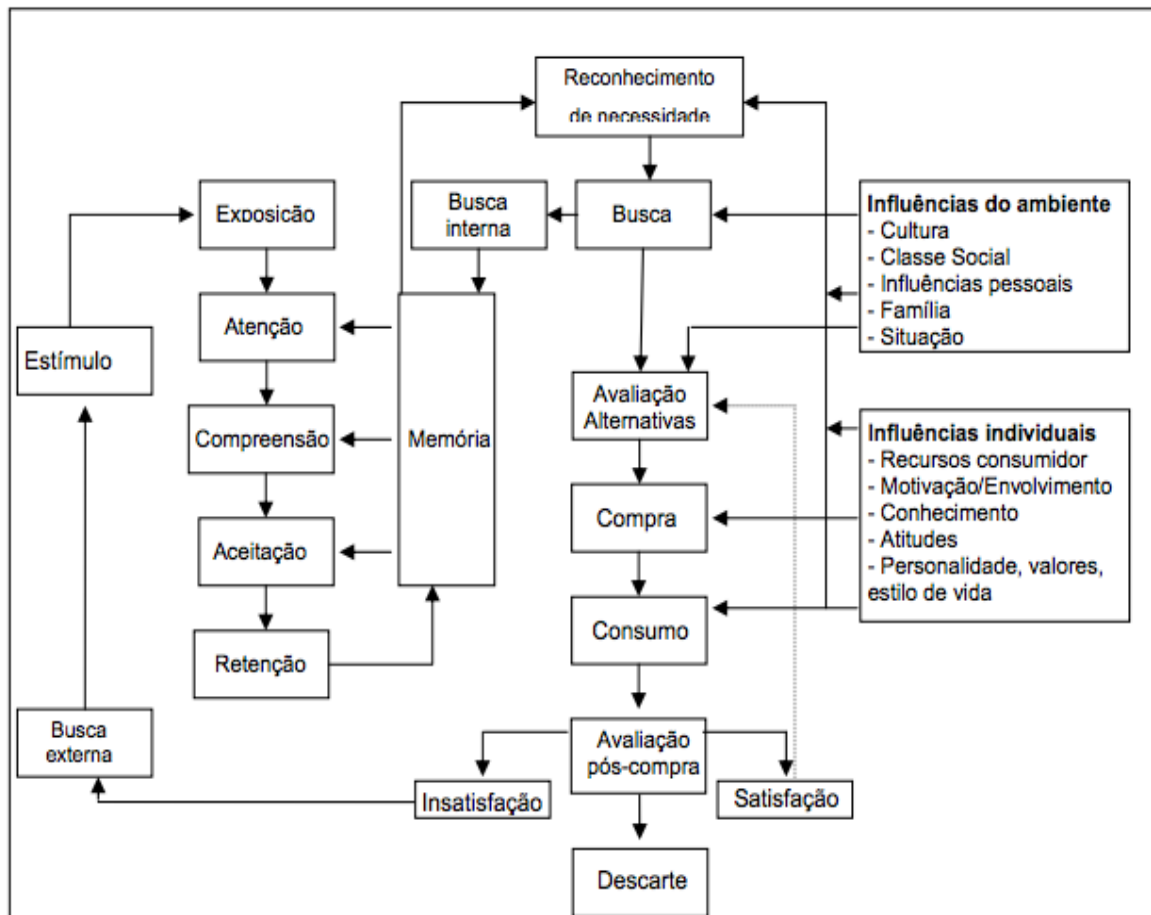 Reconhecimento
de necessidade
Exposição
Busca
interna
Busca
Influências do ambiente
- Cultura
- Classe Social
- Influências pessoais
- Família
- Situação
Atenção
Estímulo
Avaliação
Alternativas
Compreensão
Memória
Influências individuais
- Recursos consumidor
- Motivação/Envolvimento
- Conhecimento
- Atitudes
- Personalidade, valores,
estilo de vida
Compra
Aceitação
Consumo
Retenção
Busca
externa
Avaliação
pós-compra
Insatisfação
Satisfação
Descarte